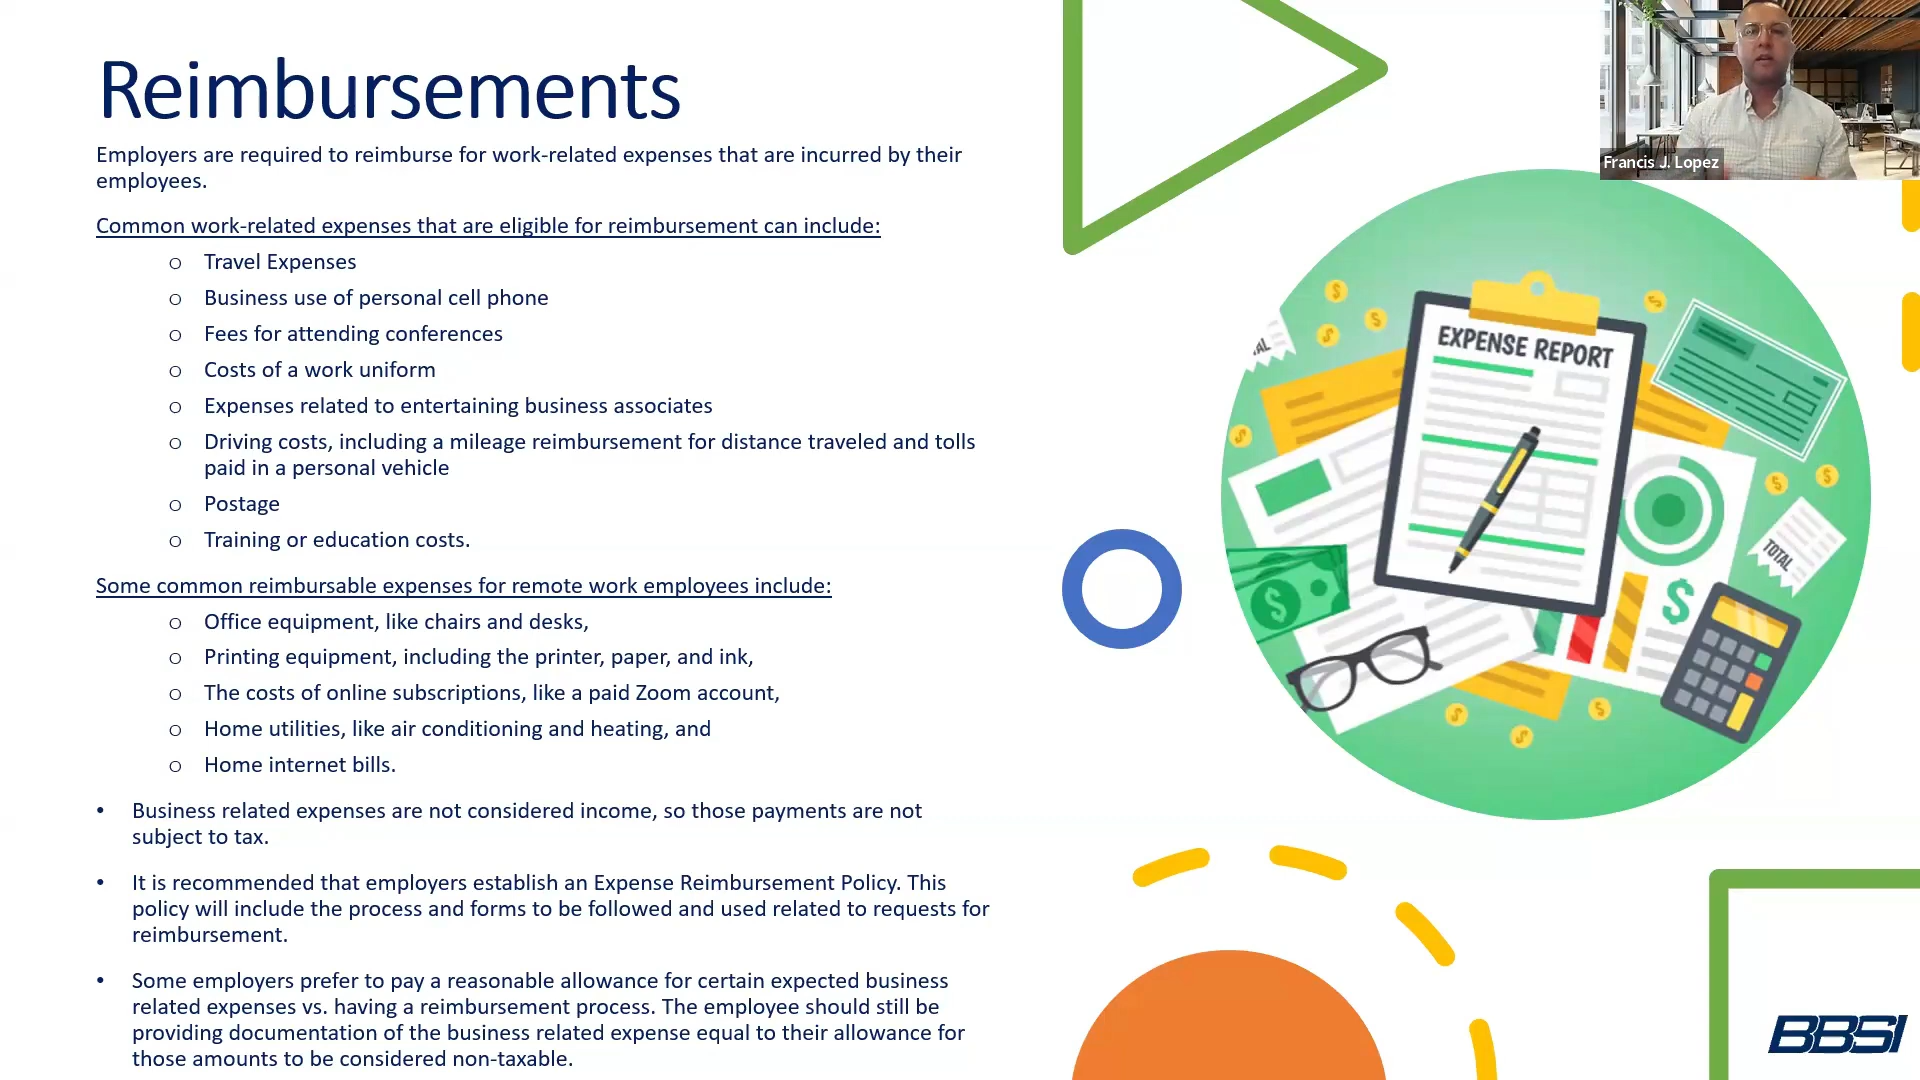 Reimbursements
Employers are required to reimburse for work-related expenses that are incurred by their
employees.
Common work-related expenses that are eligible for reimbursement can include:
o Travel Expenses
o Business use of personal cell phone
o Fees for attending conferences
o Costs of a work uniform
o Expenses related to entertaining business associates
o Driving costs, including a mileage reimbursement for distance traveled and tolls
paid in a personal vehicle
o Postage
o Training or education costs.
Some common reimbursable expenses for remote work employees include:
o Office equipment, like chairs and desks,
o Printing equipment, including the printer, paper, and ink,
o The costs of online subscriptions, like a paid Zoom account,
o Home utilities, like air conditioning and heating, and
o Home internet bills.
• Business related expenses are not considered income, so those payments are not
subject to tax.
• It is recommended that employers establish an Expense Reimbursement Policy. This
policy will include the process and forms to be followed and used related to requests for
reimbursement.
• Some employers prefer to pay a reasonable allowance for certain expected business
related expenses vs. having a reimbursement process. The employee should still be
providing documentation of the business related expense equal to their allowance for
those amounts to be considered non-taxable.
Francis J. Lopez
EXPENSE REPORT
AL
TOTAL
$
$
BBSI